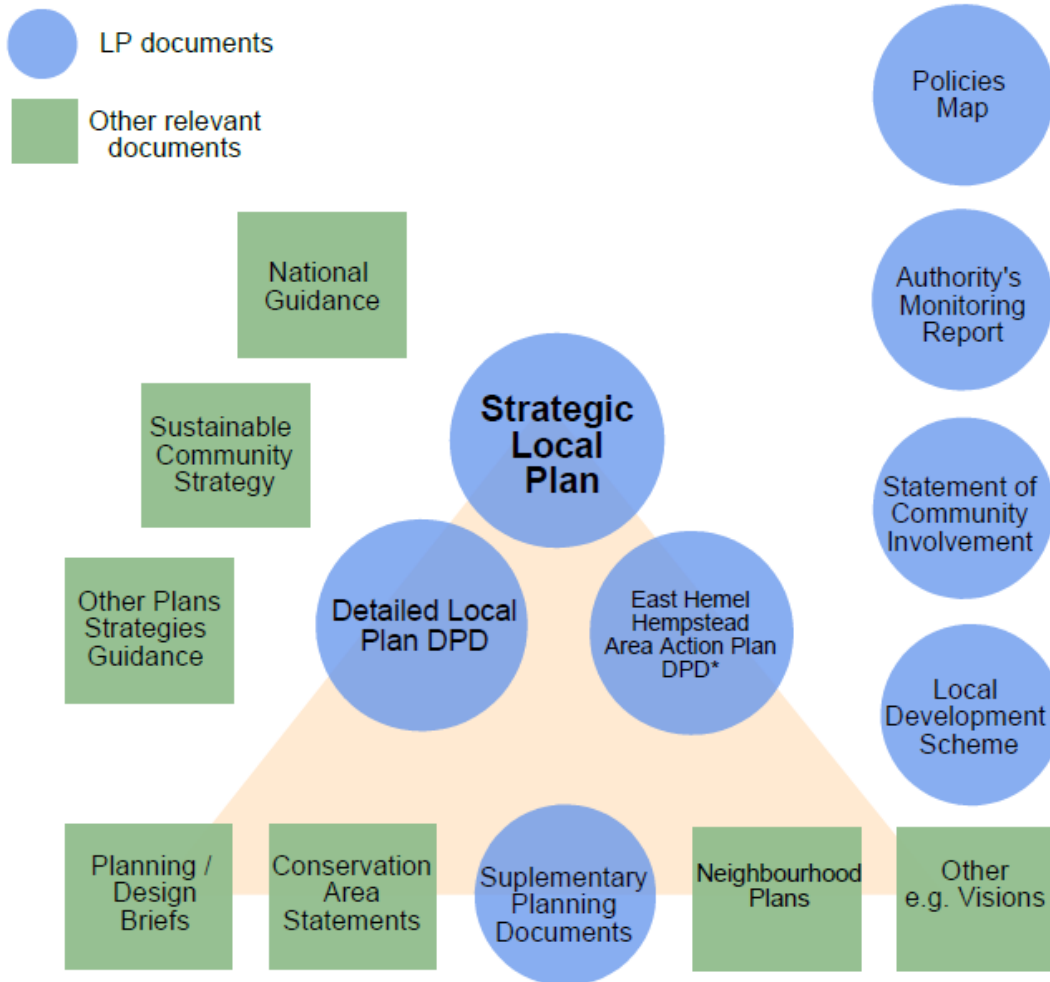 LP documents
Other relevant
documents
Policies
Map
National
Guidance
Authority's
Monitoring
Report
Sustainable
Community
Strategy
Strategic
Local
Plan
Statement of
Community
Involvement
Other Plans
Strategies
Guidance
Detailed Local
Plan DPD
East Hemel
Hempstead
Area Action Plan
DPD*
Local
Development
Scheme
Planning /
Design
Briefs
Conservation
Area
Statements
Suplementary
Planning
Documents
Neighbourhood
Plans
Other
e.g. Visions